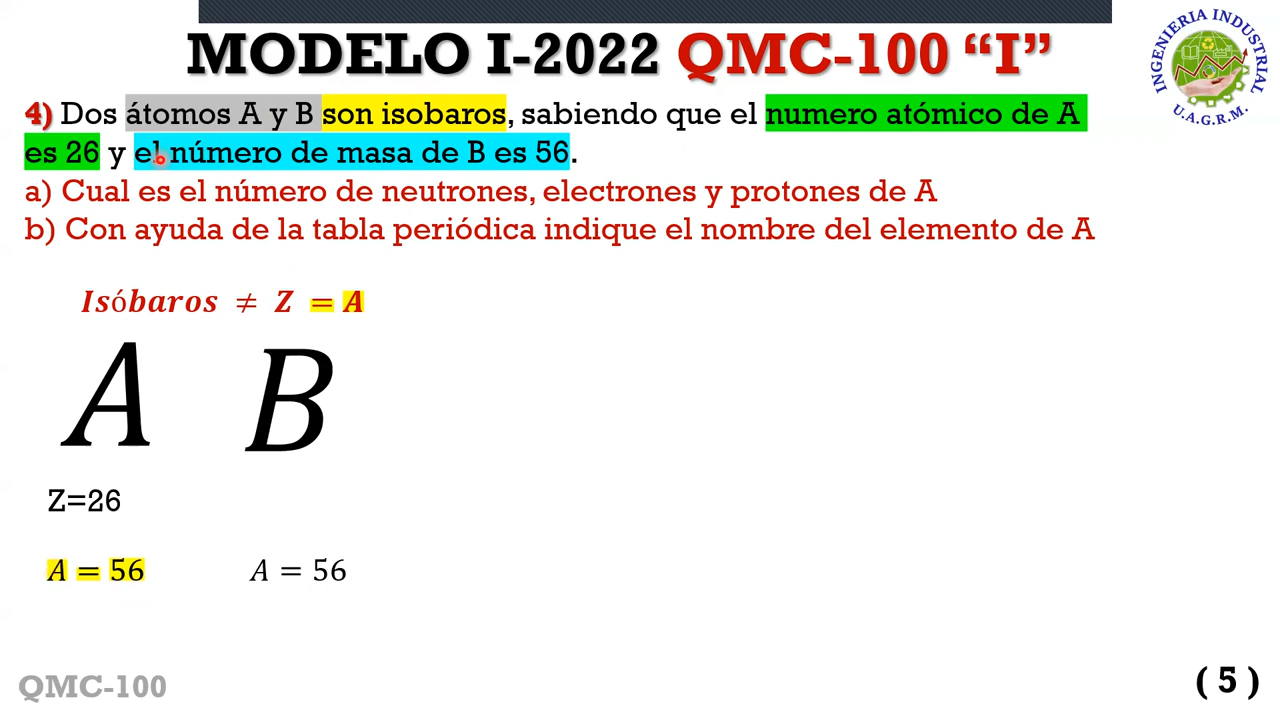 MODELO I-2022 QMC-100 “I”
INGENIERIA INDUSTRIAL
U.A.G.R.M.
4) Dos átomos A y B son isobaros, sabiendo que el numero atómico de A
es 26 y el número de masa de B es 56.
a) Cual es el número de neutrones, electrones y protones de A
b) Con ayuda de la tabla periódica indique el nombre del elemento de A
Isóbaros ≠ Z = A
A B
Z=26
A = 56 A = 56
QMC-100
( 5 )